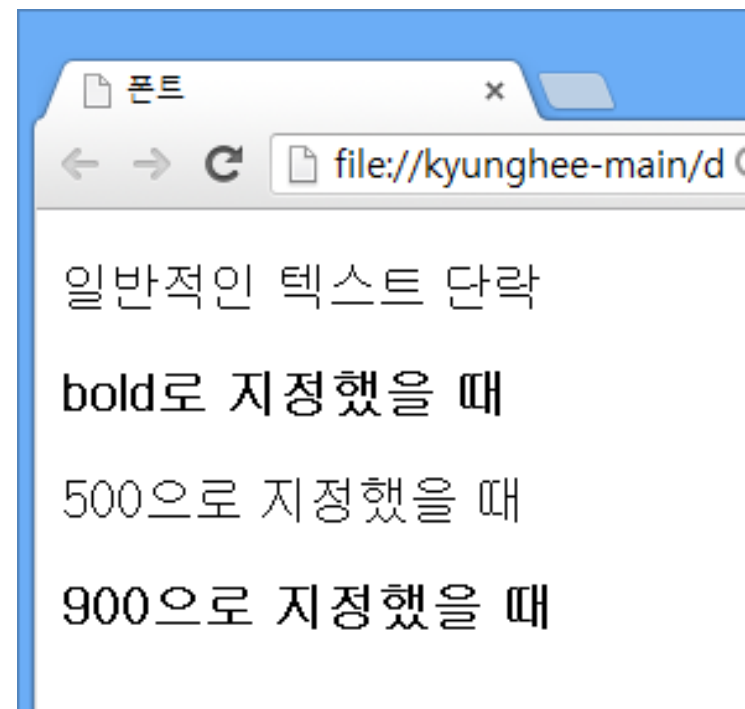 폰트
file://kyunghee-main/d
일반적인 텍스트 단락
bold로 지정했을 때
500으로 지정했을 때
900으로 지정했을 때